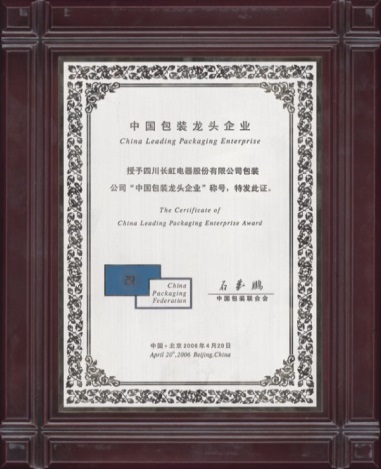 中国包装龙头企业
China Leading Packaging Enterprise
授予四川长虹电器股份有限公司包装
公司“中国包装龙头企业”称号，特发此证。
The Certificate of
China Leading Packaging Enterprise Award
China
Packaging
Federation
中国包装联合会
中国·北京2006年4月20日
April 20th,2006 Beijing,China